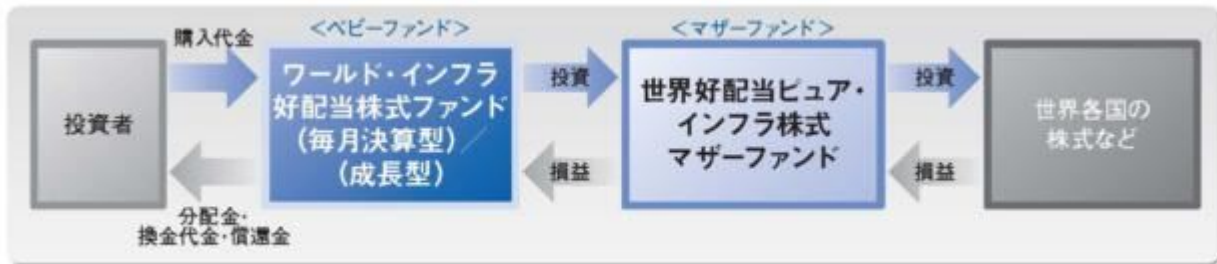 <ベビーファンド>
<マザーファンド>
購入代金
投資者
ワールド・インフラ
好配当株式ファンド
(毎月決算型)/
(成長型)
投資
損益
世界好配当ピュア・
インフラ株式
マザーファンド
投資
損益
世界各国の
株式など
分配金・
換金代金・償還金